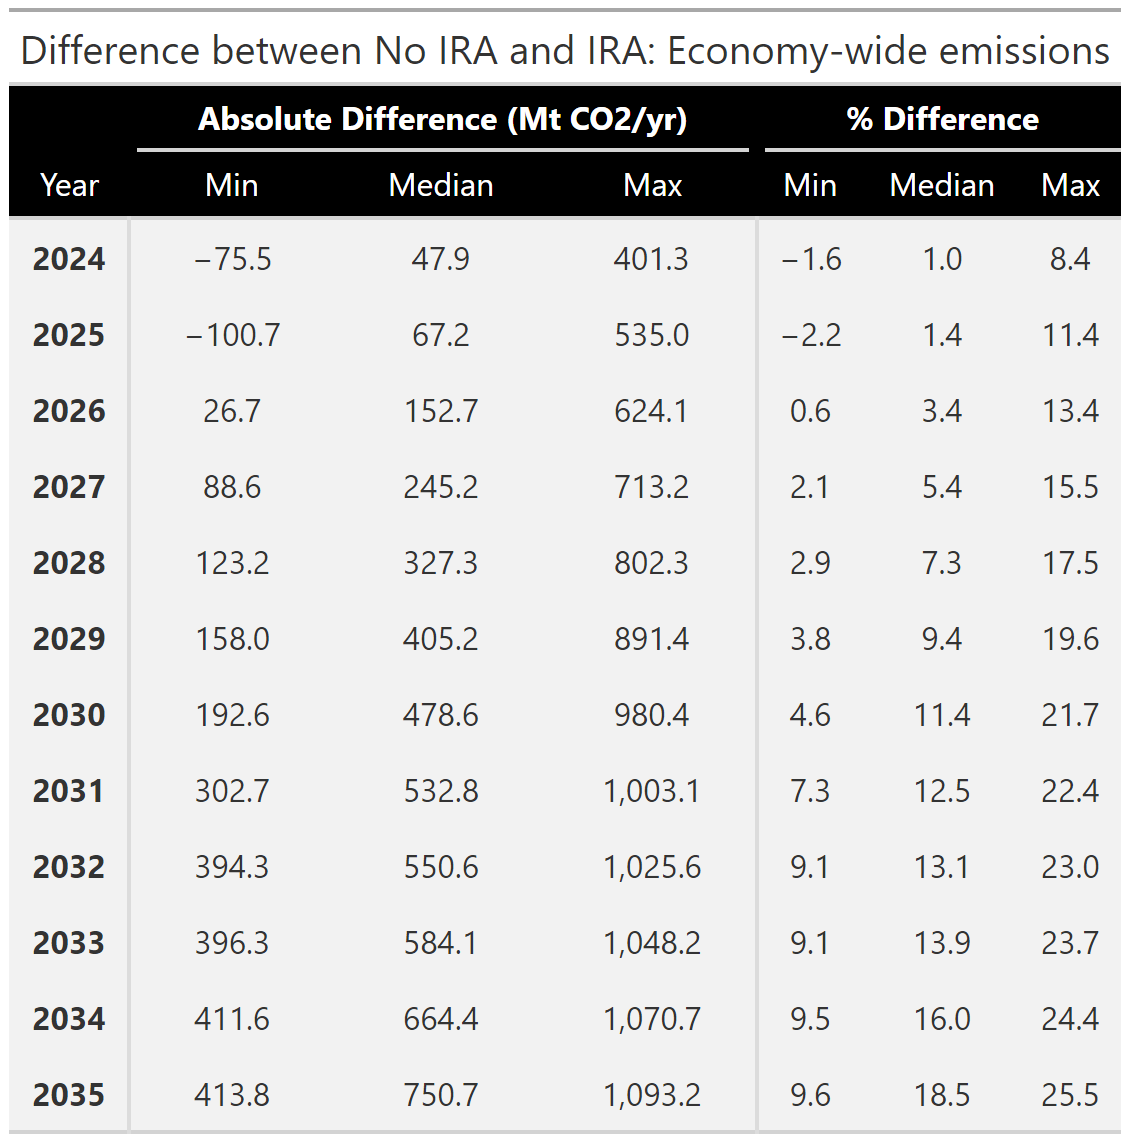 Difference between No IRA and IRA: Economy-wide emissions
Absolute Difference (Mt CO2/yr) % Difference
Year Min Median Max Min Median Max
2024 −75.5 47.9 401.3 −1.6 1.0 8.4
2025 −100.7 67.2 535.0 −2.2 1.4 11.4
2026 26.7 152.7 624.1 0.6 3.4 13.4
2027 88.6 245.2 713.2 2.1 5.4 15.5
2028 123.2 327.3 802.3 2.9 7.3 17.5
2029 158.0 405.2 891.4 3.8 9.4 19.6
2030 192.6 478.6 980.4 4.6 11.4 21.7
2031 302.7 532.8 1,003.1 7.3 12.5 22.4
2032 394.3 550.6 1,025.6 9.1 13.1 23.0
2033 396.3 584.1 1,048.2 9.1 13.9 23.7
2034 411.6 664.4 1,070.7 9.5 16.0 24.4
2035 413.8 750.7 1,093.2 9.6 18.5 25.5